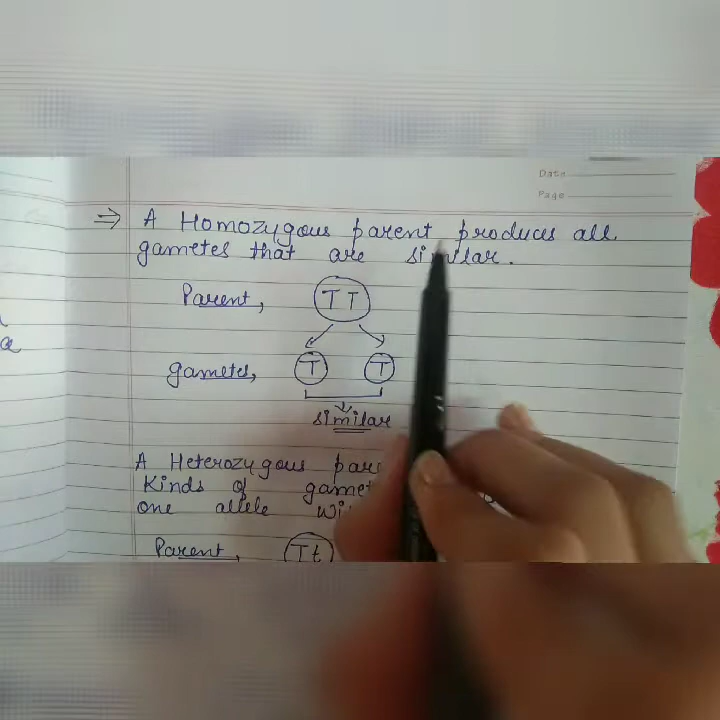 Date
Page
⇒ A Homozygous parent produces all
gametes that are similar.
Parent, TT
gametes, T T
similar
A Heterozygous
Kinds of
one allele
Parent, Tt
a